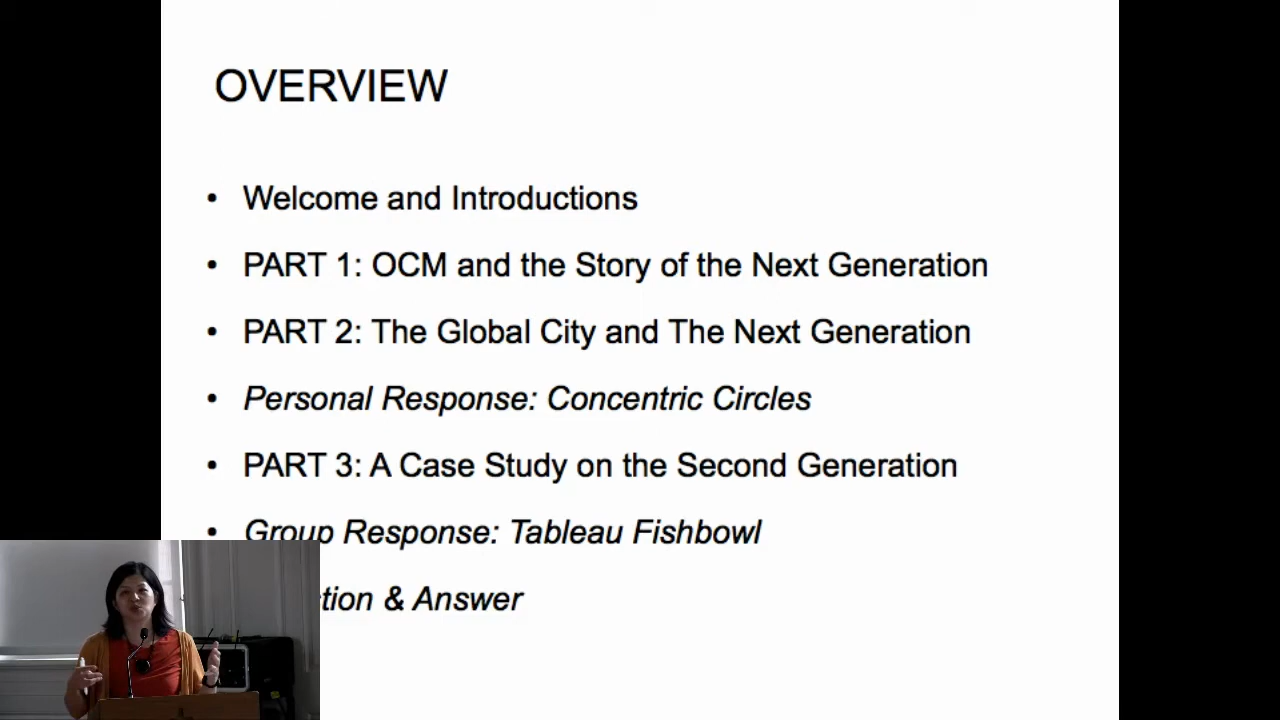 OVERVIEW
• Welcome and Introductions
• PART 1: OCM and the Story of the Next Generation
• PART 2: The Global City and The Next Generation
• Personal Response: Concentric Circles
• PART 3: A Case Study on the Second Generation
• Group Response: Tableau Fishbowl
tion & Answer